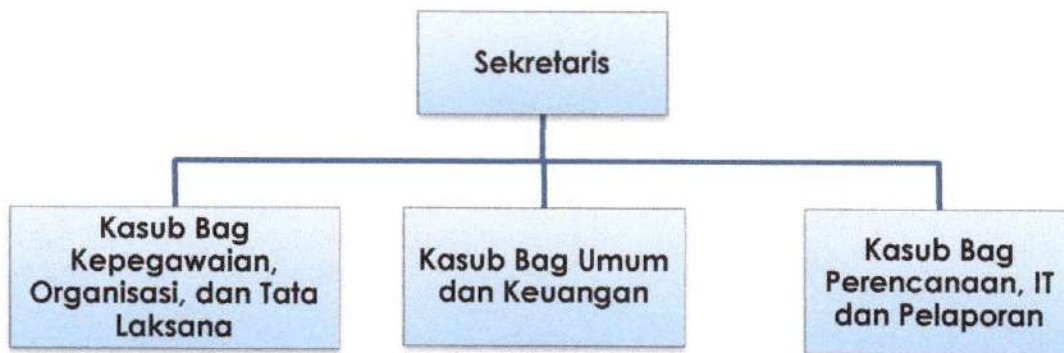 Sekretaris
Kasub Bag
Kepegawaian,
Organisasi, dan Tata
Laksana
Kasub Bag Umum
dan Keuangan
Kasub Bag
Perencanaan, IT
dan Pelaporan